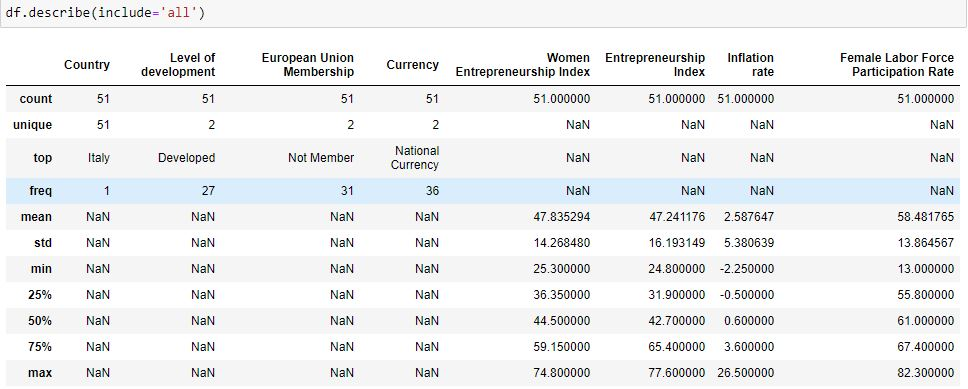 df.describe(include='all')
Country Level of development European Union Membership Currency Women Entrepreneurship Index Entrepreneurship Index Inflation rate Female Labor Force Participation Rate
count 51 51 51 51 51.000000 51.000000 51.000000 51.000000
unique 51 2 2 2 NaN NaN NaN NaN
top Italy Developed Not Member National Currency NaN NaN NaN NaN
freq 1 27 31 36 NaN NaN NaN NaN
mean NaN NaN NaN NaN 47.835294 47.241176 2.587647 58.481765
std NaN NaN NaN NaN 14.268480 16.193149 5.380639 13.864567
min NaN NaN NaN NaN 25.300000 24.800000 -2.250000 13.000000
25% NaN NaN NaN NaN 36.350000 31.900000 -0.500000 55.800000
50% NaN NaN NaN NaN 44.500000 42.700000 0.600000 61.000000
75% NaN NaN NaN NaN 59.150000 65.400000 3.600000 67.400000
max NaN NaN NaN NaN 74.800000 77.600000 26.500000 82.300000